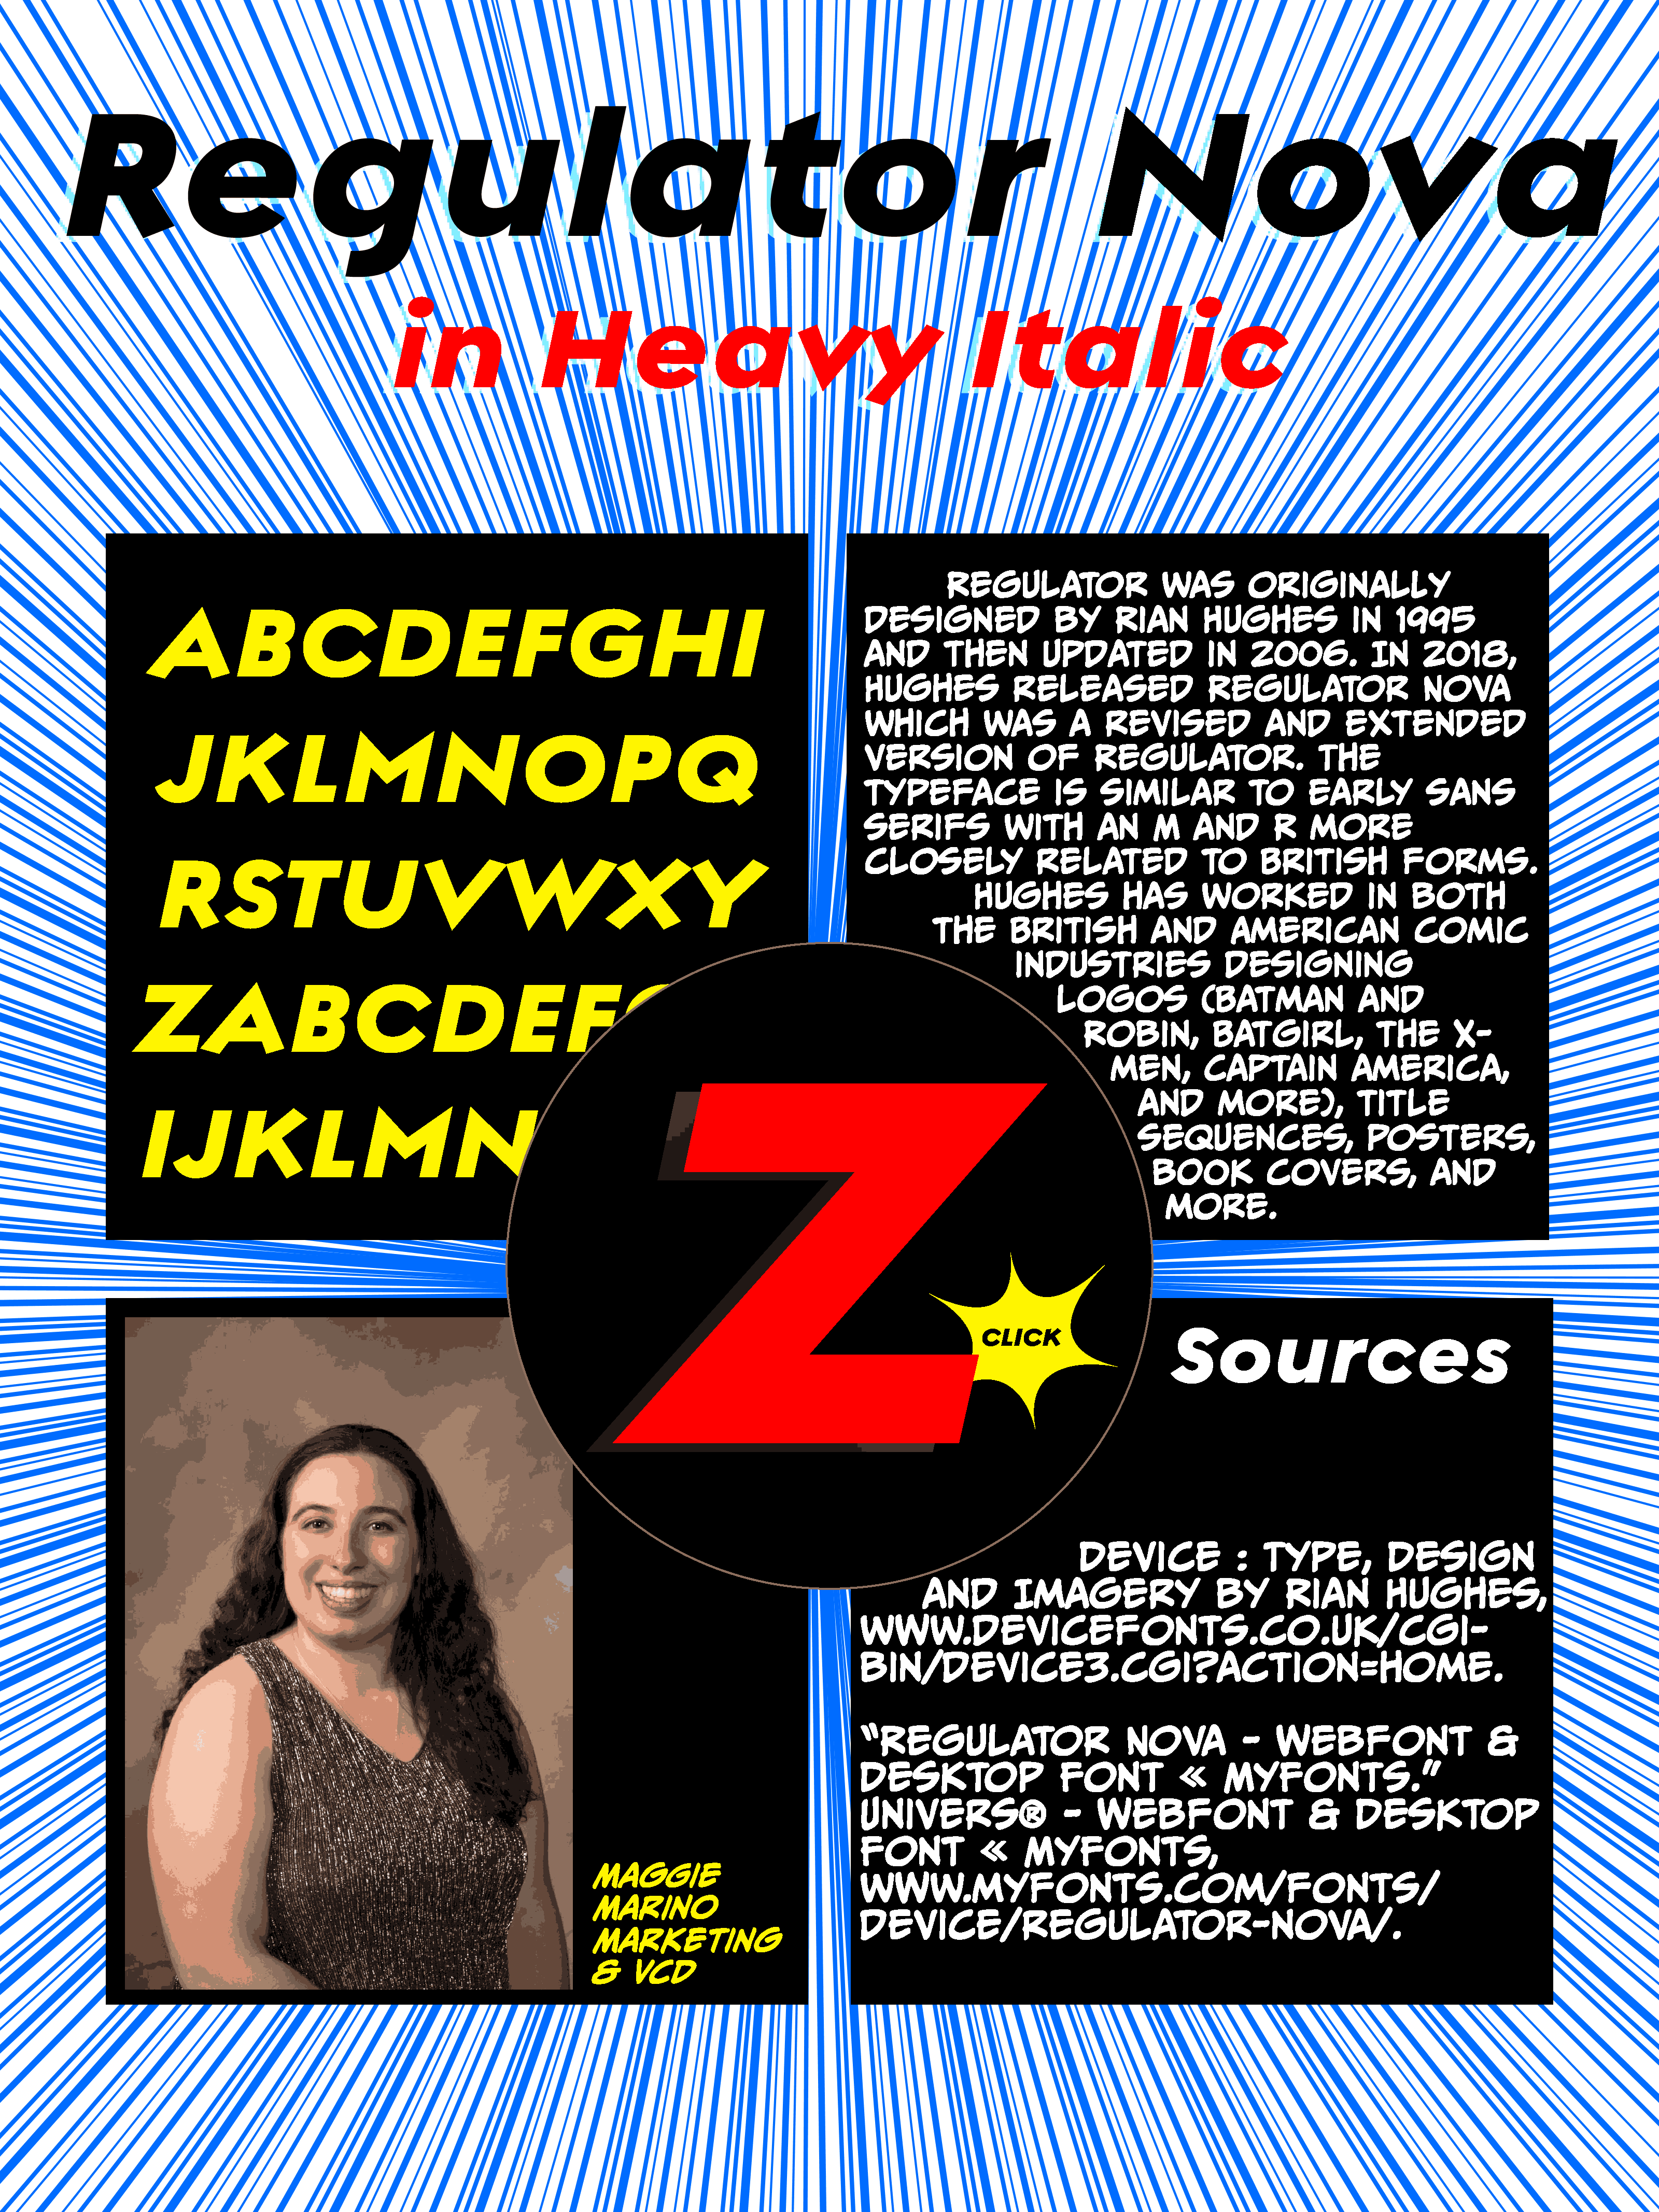 Regulator Nova
in Heavy Italic
ABCDEFGHI
JKLMNOPQ
RSTUVWXY
ZABCDEFG
IJKLMN
REGULATOR WAS ORIGINALLY
DESIGNED BY RIAN HUGHES IN 1995
AND THEN UPDATED IN 2006. IN 2018,
HUGHES RELEASED REGULATOR NOVA
WHICH WAS A REVISED AND EXTENDED
VERSION OF REGULATOR. THE
TYPEFACE IS SIMILAR TO EARLY SANS
SERIFS WITH AN M AND R MORE
CLOSELY RELATED TO BRITISH FORMS.
HUGHES HAS WORKED IN BOTH
THE BRITISH AND AMERICAN COMIC
INDUSTRIES DESIGNING
LOGOS (BATMAN AND
ROBIN, BATGIRL, THE X-
MEN, CAPTAIN AMERICA,
AND MORE), TITLE
SEQUENCES, POSTERS,
BOOK COVERS, AND
MORE.
Z
CLICK
MAGGIE
MARINO
MARKETING
& VCD
Sources
DEVICE : TYPE, DESIGN
AND IMAGERY BY RIAN HUGHES,
WWW.DEVICEFONTS.CO.UK/CGI-
BIN/DEVICE3.CGI?ACTION=HOME.
“REGULATOR NOVA - WEBFONT &
DESKTOP FONT « MYFONTS.”
UNIVERS® - WEBFONT & DESKTOP
FONT « MYFONTS,
WWW.MYFONTS.COM/FONTS/
DEVICE/REGULATOR-NOVA/.